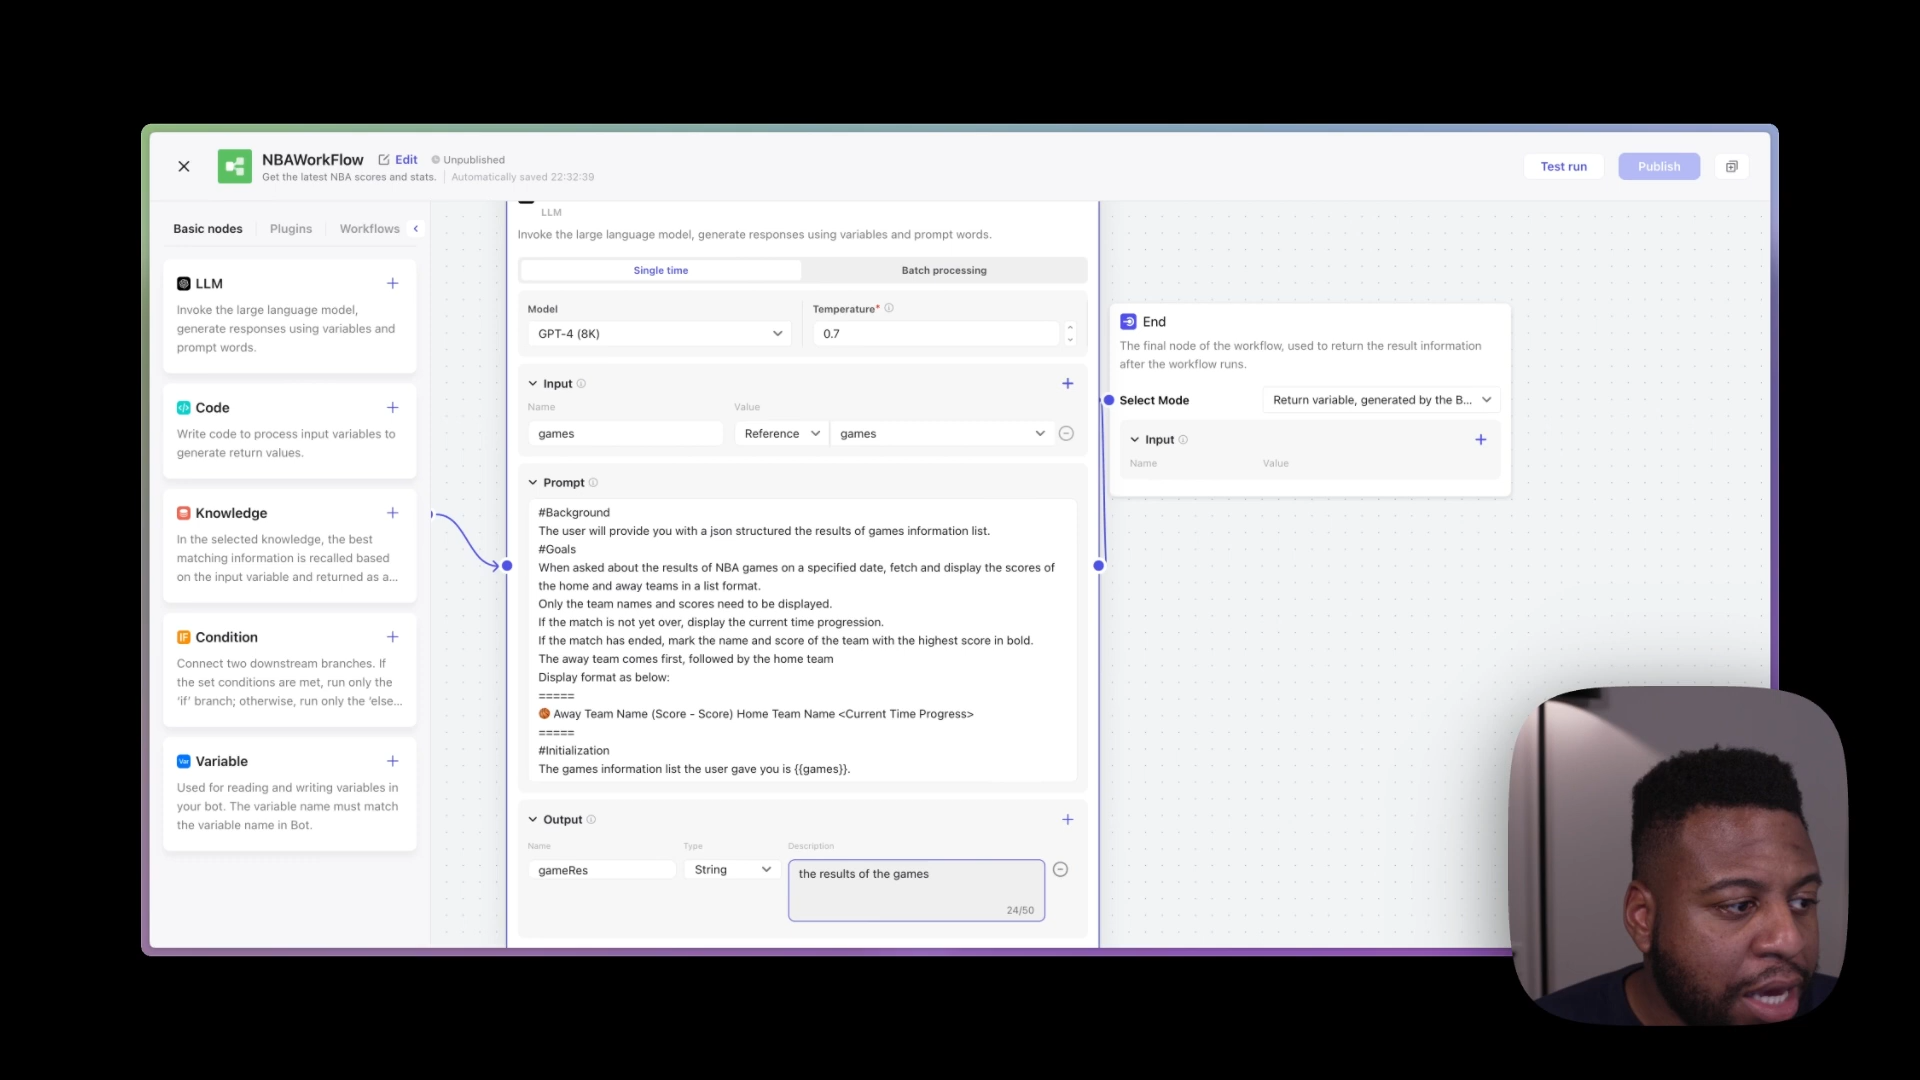 NBAWorkFlow Edit Unpublished
Get the latest NBA scores and stats. Automatically saved 22:32:39
Test run
Publish
Basic nodes Plugins Workflows
LLM
Invoke the large language model,
generate responses using variables and
prompt words.
Code
Write code to process input variables to
generate return values.
Knowledge
In the selected knowledge, the best
matching information is recalled based
on the input variable and returned as a...
IF Condition
Connect two downstream branches. If
the set conditions are met, run only the
'if' branch; otherwise, run only the 'else...
Var Variable
Used for reading and writing variables in
your bot. The variable name must match
the variable name in Bot.
LLM
Invoke the large language model, generate responses using variables and prompt words.
Single time Batch processing
Model Temperature*
GPT-4 (8K) 0.7
Input
Name Value
games Reference games
Prompt
#Background
The user will provide you with a json structured the results of games information list.
#Goals
When asked about the results of NBA games on a specified date, fetch and display the scores of
the home and away teams in a list format.
Only the team names and scores need to be displayed.
If the match is not yet over, display the current time progression.
If the match has ended, mark the name and score of the team with the highest score in bold.
The away team comes first, followed by the home team
Display format as below:
=====
🏀 Away Team Name (Score - Score) Home Team Name <Current Time Progress>
=====
#Initialization
The games information list the user gave you is {{games}}.
Output
Name Type Description
gameRes String the results of the games
24/50
End
The final node of the workflow, used to return the result information
after the workflow runs.
Select Mode Return variable, generated by the B...
Input
Name Value